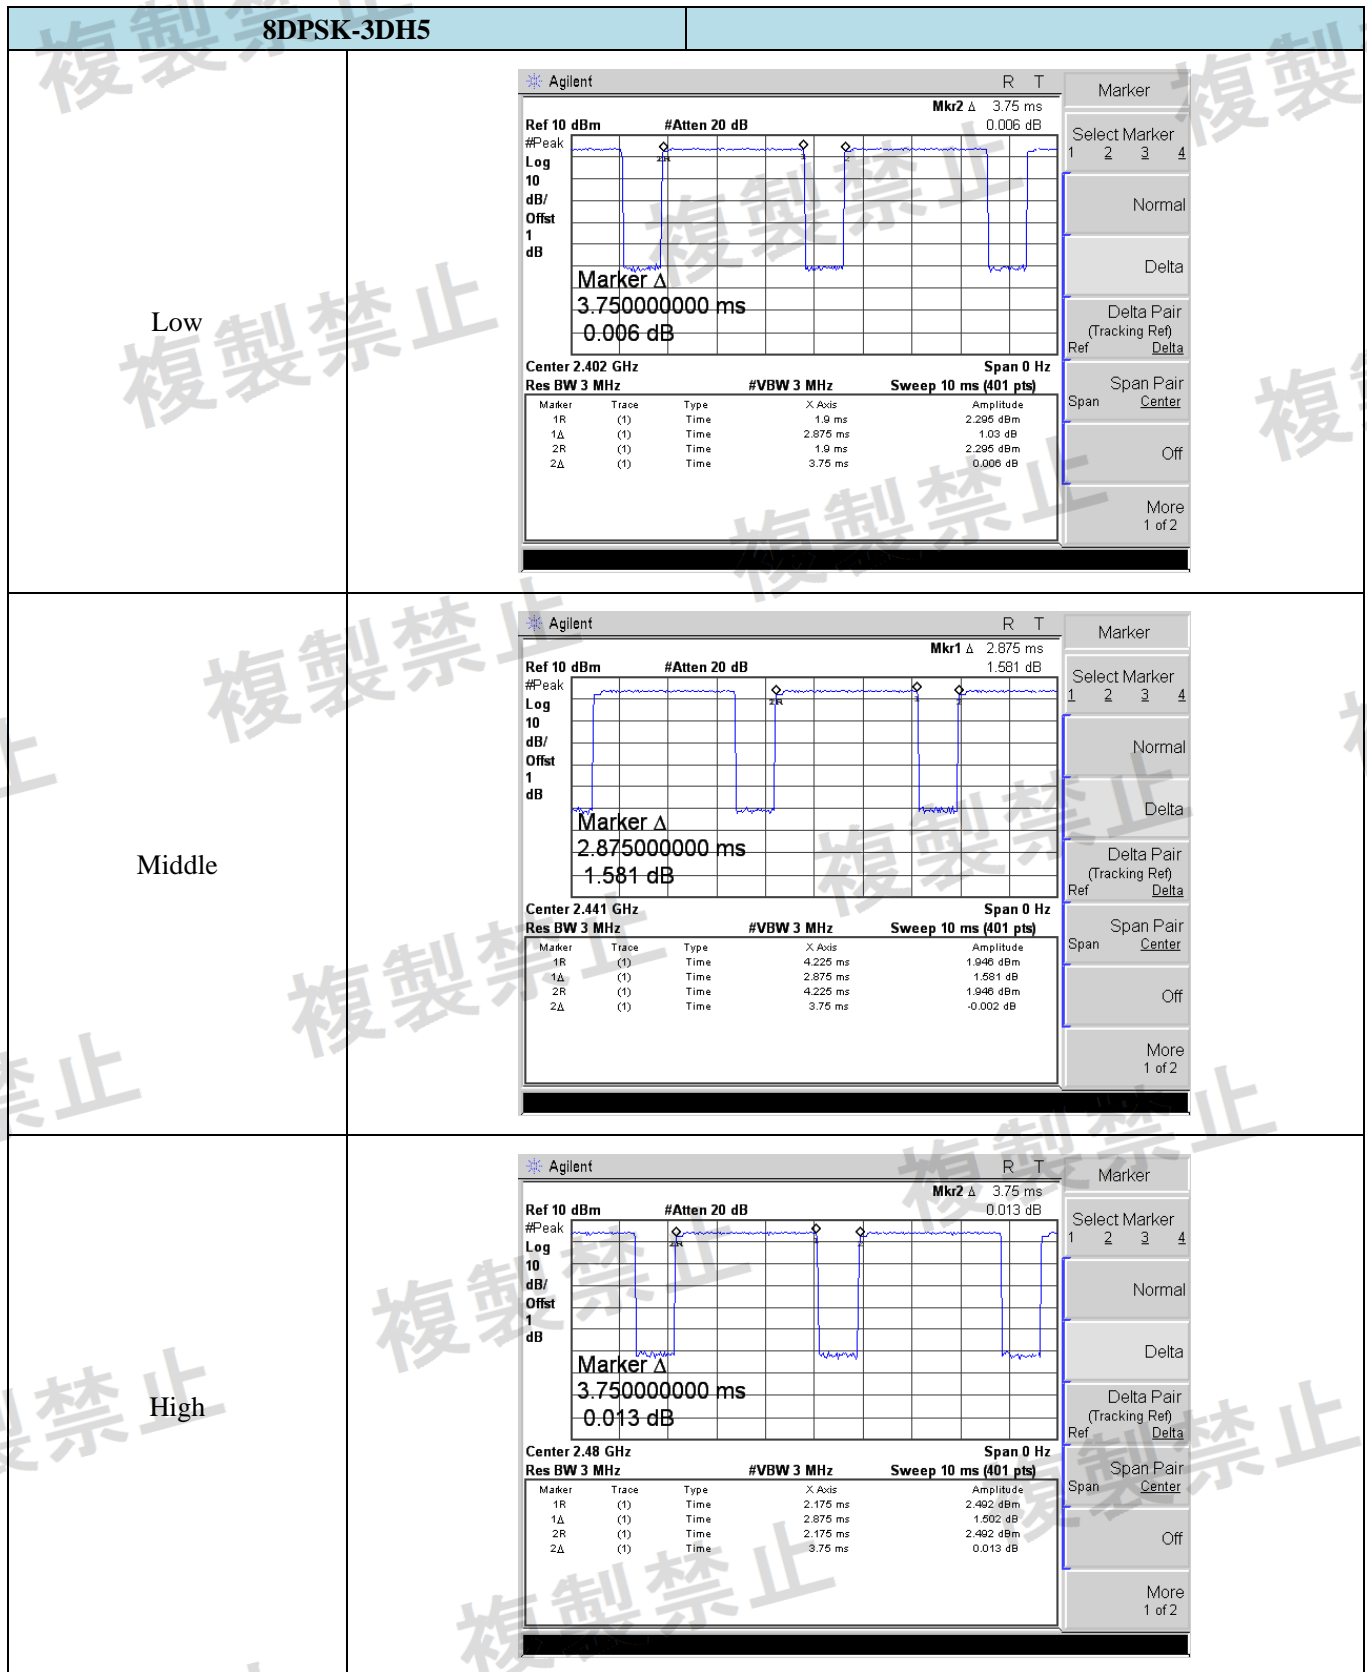 8DPSK-3DH5
Low
Agilent R T
Mkr2 Δ 3.75 ms
Ref 10 dBm #Atten 20 dB 0.006 dB
#Peak
Log
10
dB/
Offst
1
dB
Marker Δ
3.750000000 ms
0.006 dB
Center 2.402 GHz Span 0 Hz
Res BW 3 MHz #VBW 3 MHz Sweep 10 ms (401 pts)
Marker Trace Type X Axis Amplitude
1R (1) Time 1.9 ms 2.295 dBm
1Δ (1) Time 2.875 ms 1.03 dB
2R (1) Time 1.9 ms 2.295 dBm
2Δ (1) Time 3.75 ms 0.006 dB
Marker
Select Marker
1 2 3 4
Normal
Delta
Delta Pair
(Tracking Ref)
Ref Delta
Span Pair
Span Center
Off
More
1 of 2
Middle
Agilent R T
Mkr1 Δ 2.875 ms
Ref 10 dBm #Atten 20 dB 1.581 dB
#Peak
Log
10
dB/
Offst
1
dB
Marker Δ
2.875000000 ms
1.581 dB
Center 2.441 GHz Span 0 Hz
Res BW 3 MHz #VBW 3 MHz Sweep 10 ms (401 pts)
Marker Trace Type X Axis Amplitude
1R (1) Time 4.225 ms 1.946 dBm
1Δ (1) Time 2.875 ms 1.581 dB
2R (1) Time 4.225 ms 1.946 dBm
2Δ (1) Time 3.75 ms -0.002 dB
Marker
Select Marker
1 2 3 4
Normal
Delta
Delta Pair
(Tracking Ref)
Ref Delta
Span Pair
Span Center
Off
More
1 of 2
High
Agilent R T
Mkr2 Δ 3.75 ms
Ref 10 dBm #Atten 20 dB 0.013 dB
#Peak
Log
10
dB/
Offst
1
dB
Marker Δ
3.750000000 ms
0.013 dB
Center 2.48 GHz Span 0 Hz
Res BW 3 MHz #VBW 3 MHz Sweep 10 ms (401 pts)
Marker Trace Type X Axis Amplitude
1R (1) Time 2.175 ms 2.492 dBm
1Δ (1) Time 2.875 ms 1.502 dB
2R (1) Time 2.175 ms 2.492 dBm
2Δ (1) Time 3.75 ms 0.013 dB
Marker
Select Marker
1 2 3 4
Normal
Delta
Delta Pair
(Tracking Ref)
Ref Delta
Span Pair
Span Center
Off
More
1 of 2
複製禁止